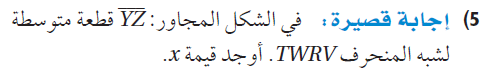 (5 إجابة قصيرة: في الشكل المجاور: YZ قطعة متوسطة
لشبه المنحرف TWRV. أوجد قيمة x.